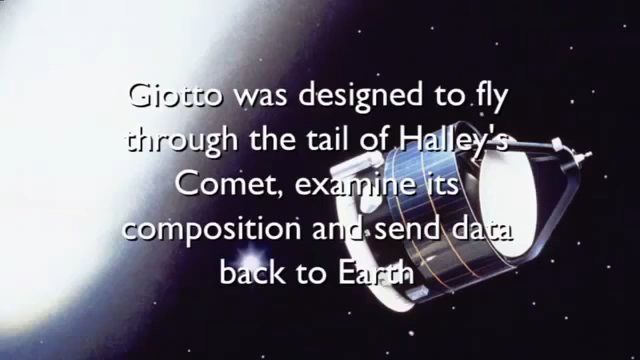 Giotto was designed to fly
through the tail of Halley's
Comet, examine its
composition and send data
back to Earth